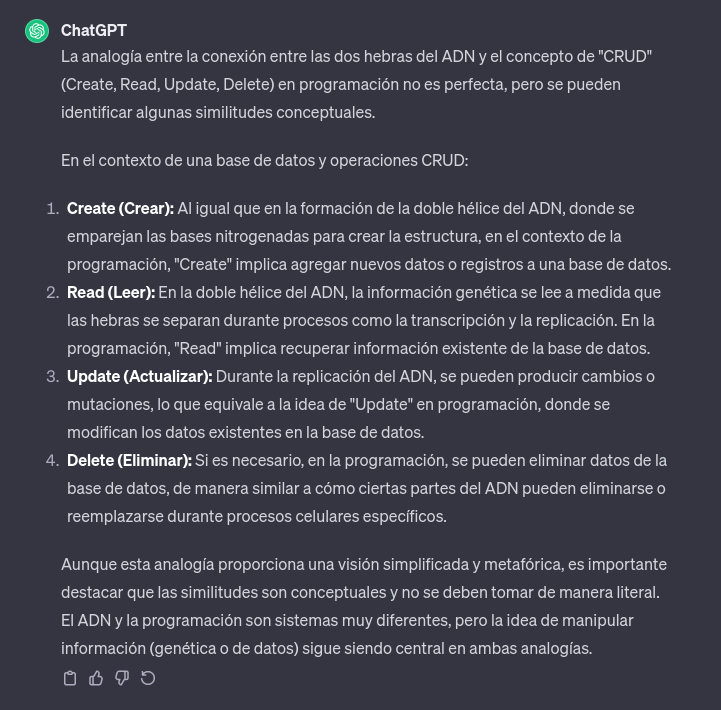 ChatGPT
La analogía entre la conexión entre las dos hebras del ADN y el concepto de "CRUD"
(Create, Read, Update, Delete) en programación no es perfecta, pero se pueden
identificar algunas similitudes conceptuales.
En el contexto de una base de datos y operaciones CRUD:
1. Create (Crear): Al igual que en la formación de la doble hélice del ADN, donde se
emparejan las bases nitrogenadas para crear la estructura, en el contexto de la
programación, "Create" implica agregar nuevos datos o registros a una base de datos.
2. Read (Leer): En la doble hélice del ADN, la información genética se lee a medida que
las hebras se separan durante procesos como la transcripción y la replicación. En la
programación, "Read" implica recuperar información existente de la base de datos.
3. Update (Actualizar): Durante la replicación del ADN, se pueden producir cambios o
mutaciones, lo que equivale a la idea de "Update" en programación, donde se
modifican los datos existentes en la base de datos.
4. Delete (Eliminar): Si es necesario, en la programación, se pueden eliminar datos de la
base de datos, de manera similar a cómo ciertas partes del ADN pueden eliminarse o
reemplazarse durante procesos celulares específicos.
Aunque esta analogía proporciona una visión simplificada y metafórica, es importante
destacar que las similitudes son conceptuales y no se deben tomar de manera literal.
El ADN y la programación son sistemas muy diferentes, pero la idea de manipular
información (genética o de datos) sigue siendo central en ambas analogías.